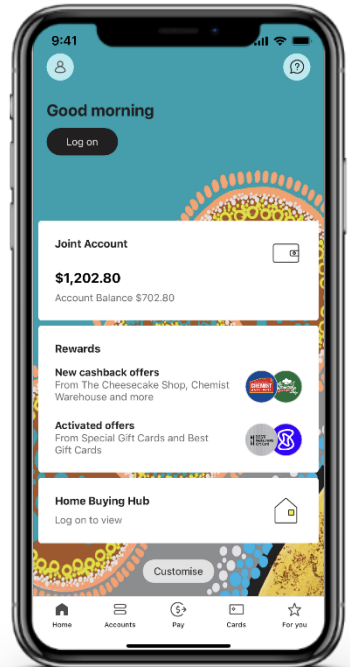 9:41
Good morning
Log on
Joint Account
$1,202.80
Account Balance $702.80
Rewards
New cashback offers
From The Cheesecake Shop, Chemist
Warehouse and more
CHEMIST
Activated offers
From Special Gift Cards and Best
Gift Cards
Home Buying Hub
Log on to view
Customise
Home
Accounts
Pay
Cards
For you